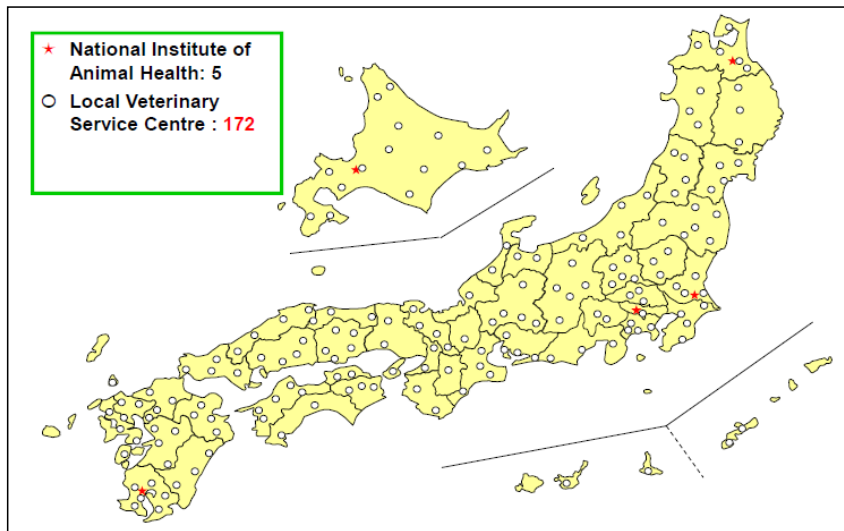 National Institute of
Animal Health: 5
Local Veterinary
Service Centre : 172